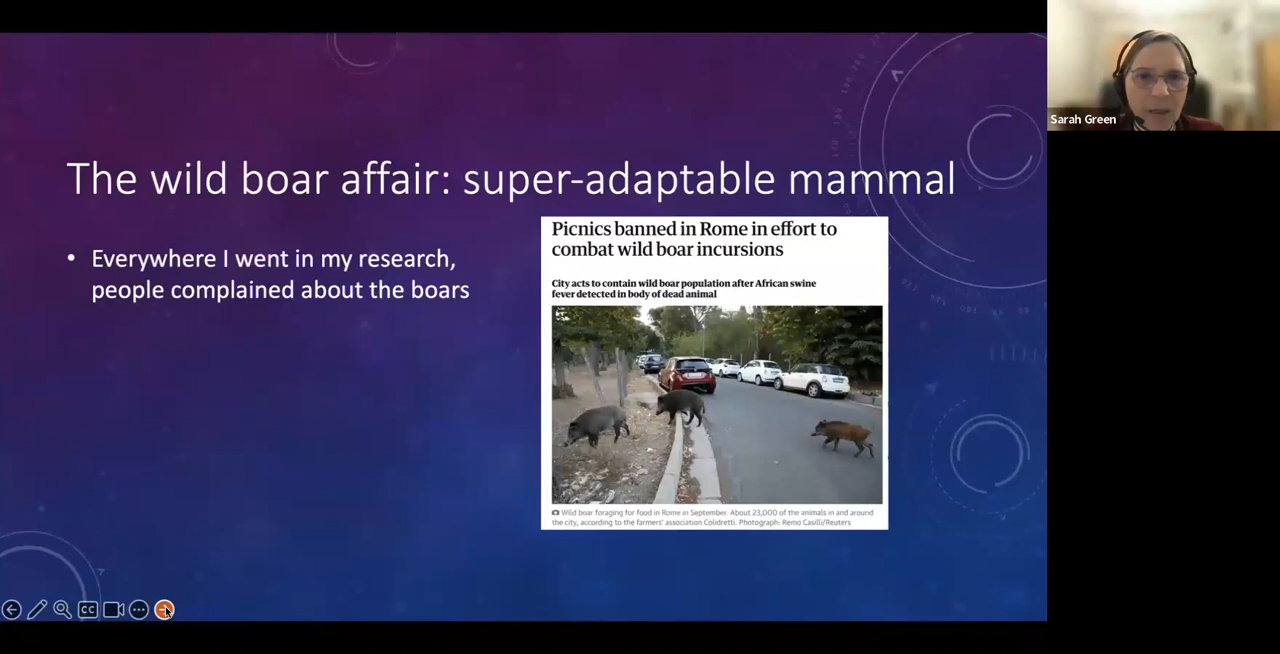 Sarah Green
The wild boar affair: super-adaptable mammal
• Everywhere I went in my research,
people complained about the boars
Picnics banned in Rome in effort to
combat wild boar incursions
City acts to contain wild boar population after African swine
fever detected in body of dead animal
Wild boar foraging for food in Rome in September. About 23,000 of the animals in and around
the city, according to the farmers' association Colidretti. Photograph: Remo Casilli/Reuters
CC